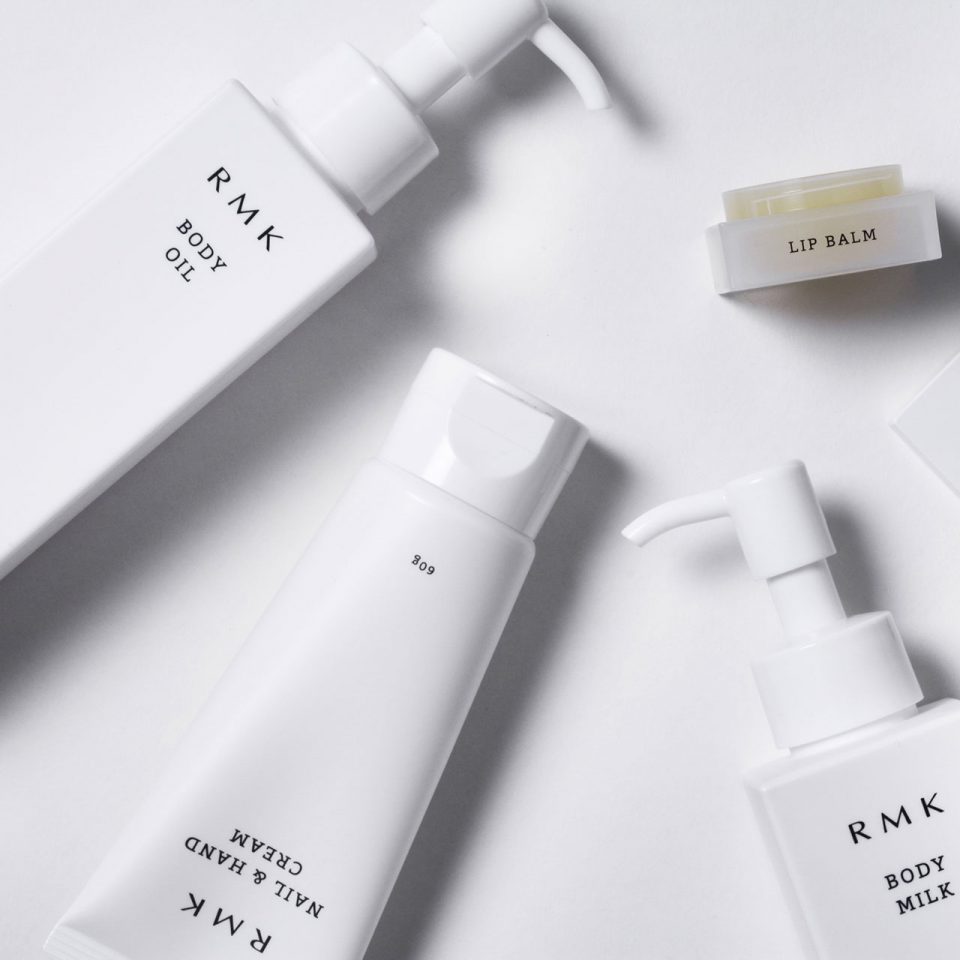 RMK
BODY
OIL
LIP BALM
60g
RMK
NAIL & HAND
CREAM
RMK
BODY
MILK